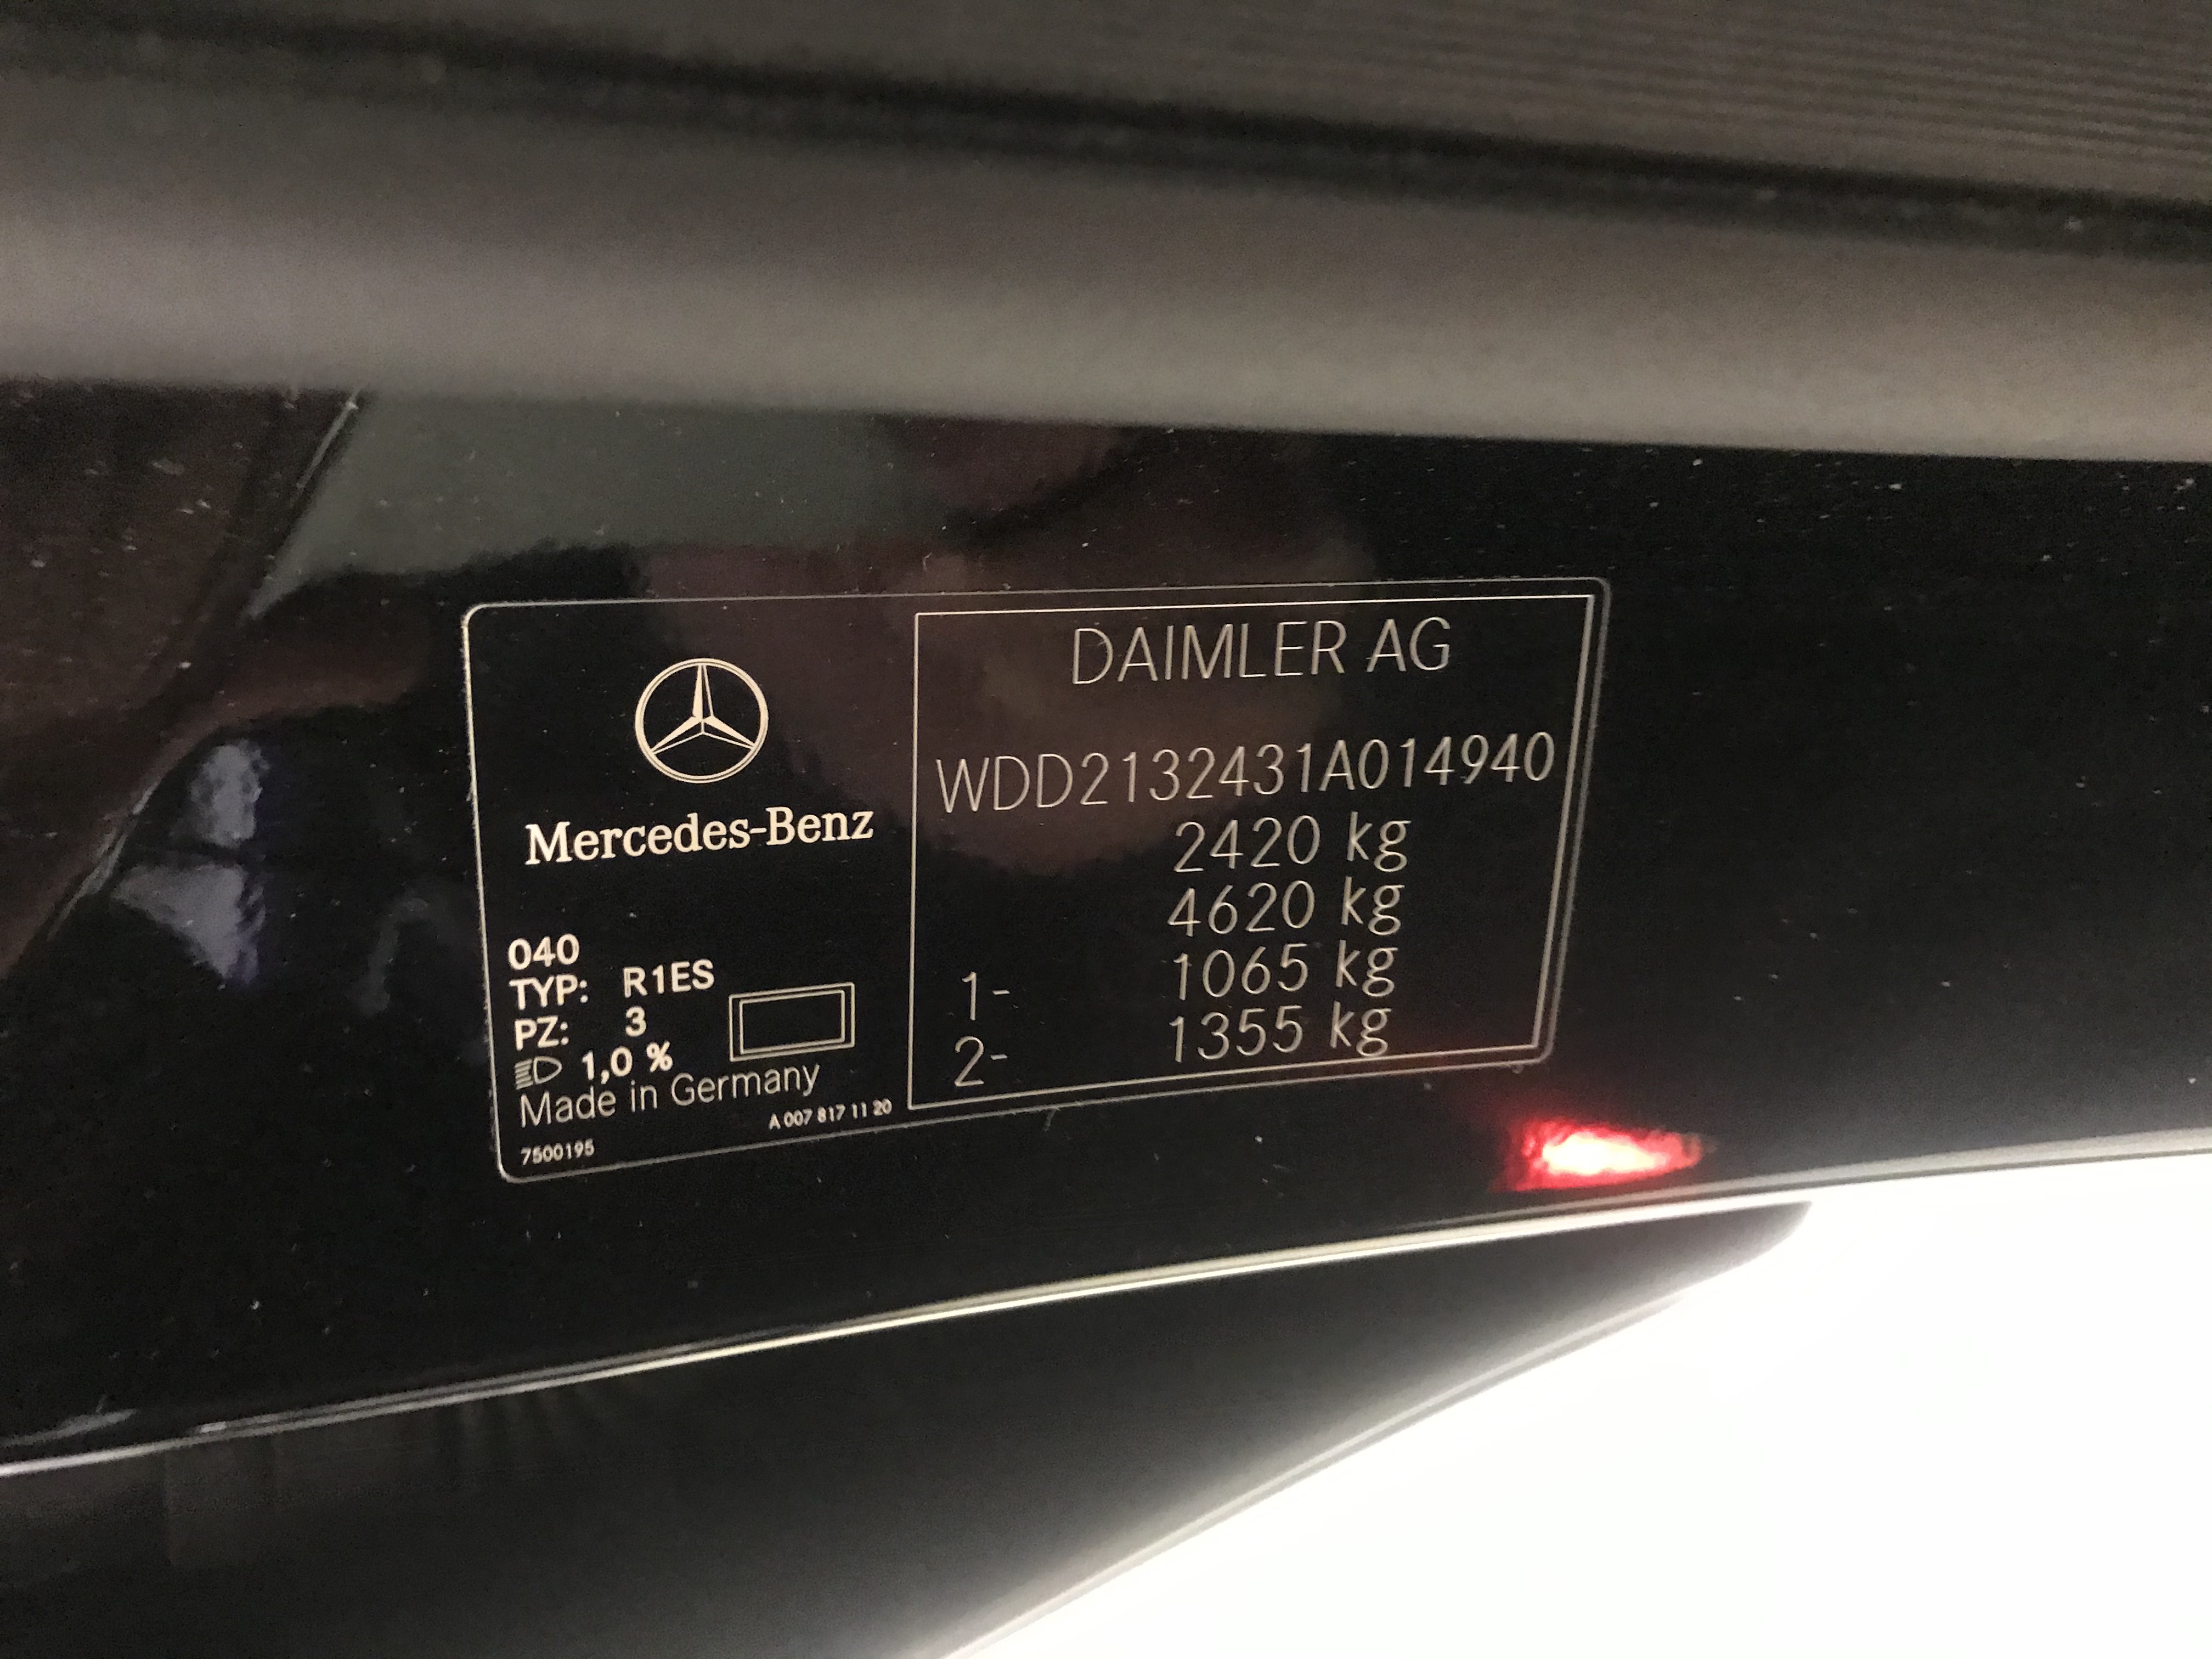 Mercedes-Benz
040
TYP: R1ES
PZ: 3
1,0 %
Made in Germany
7500195
A 007 817 11 20
DAIMLER AG
WDD2132431A014940
2420 kg
4620 kg
1- 1065 kg
2- 1355 kg